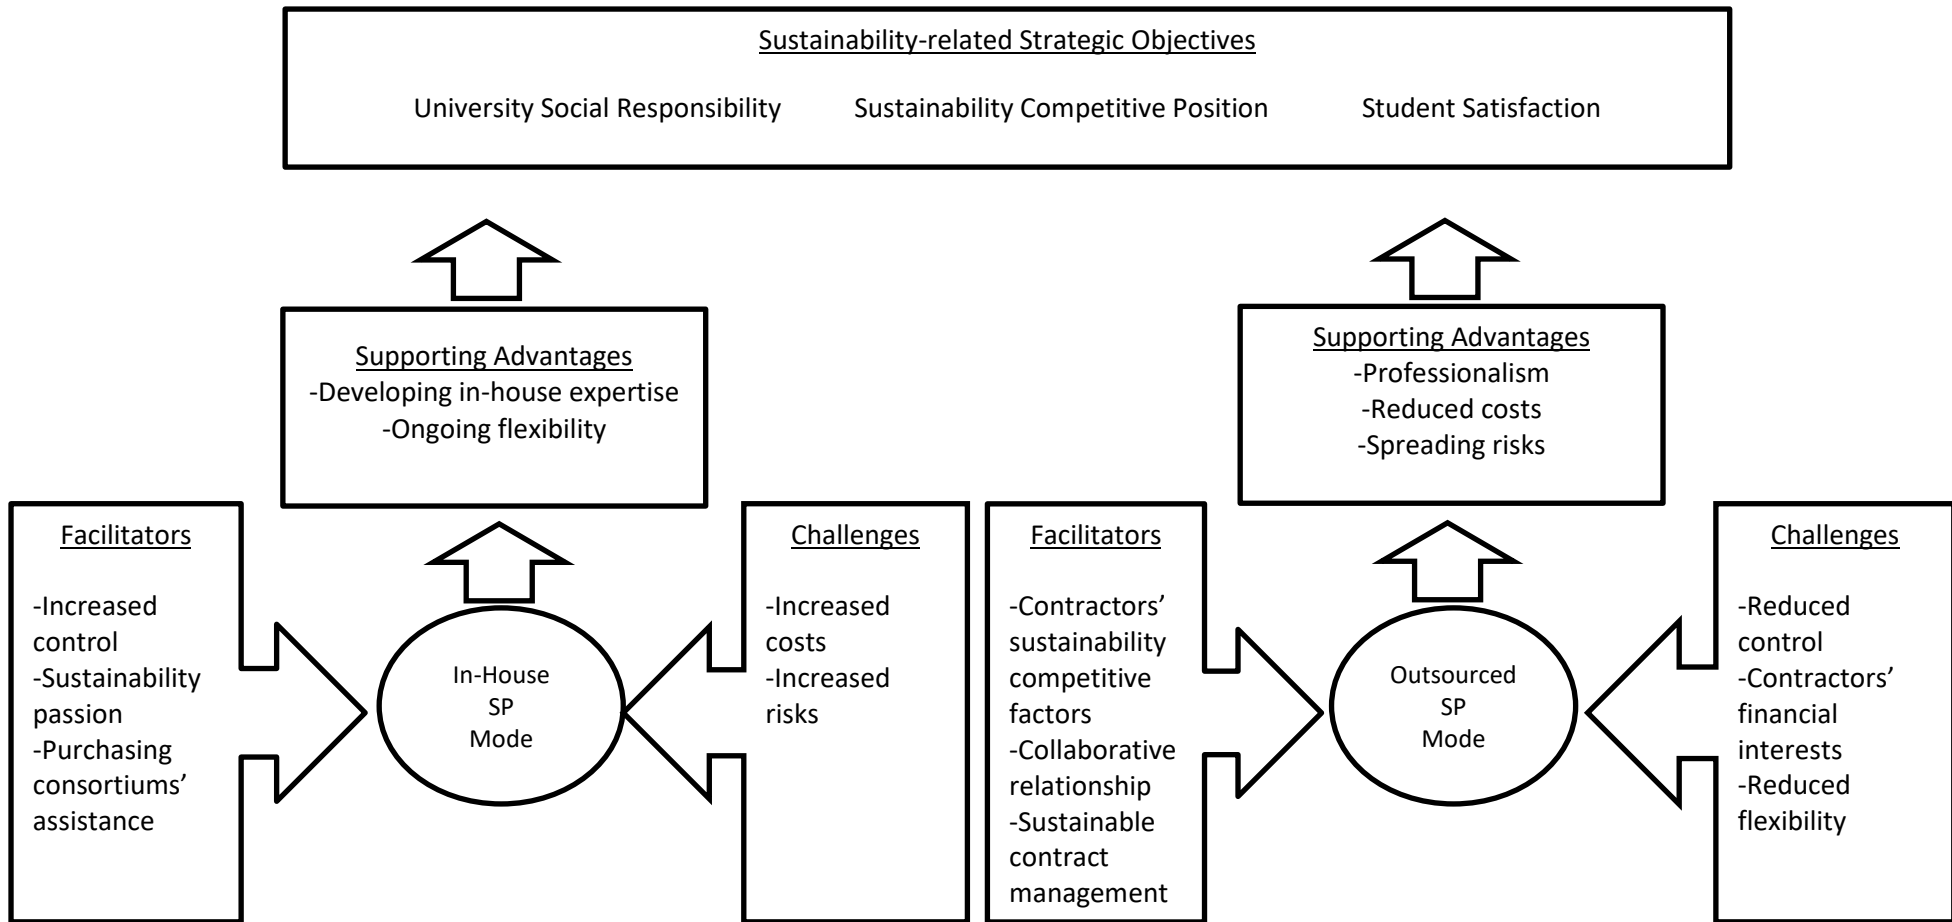 Sustainability-related Strategic Objectives
University Social Responsibility
Sustainability Competitive Position
Student Satisfaction
Supporting Advantages
-Developing in-house expertise
-Ongoing flexibility
Supporting Advantages
-Professionalism
-Reduced costs
-Spreading risks
Facilitators
-Increased
control
-Sustainability
passion
-Purchasing
consortiums’
assistance
In-House
SP
Mode
Challenges
-Increased
costs
-Increased
risks
Facilitators
-Contractors’
sustainability
competitive
factors
-Collaborative
relationship
-Sustainable
contract
management
Outsourced
SP
Mode
Challenges
-Reduced
control
-Contractors’
financial
interests
-Reduced
flexibility